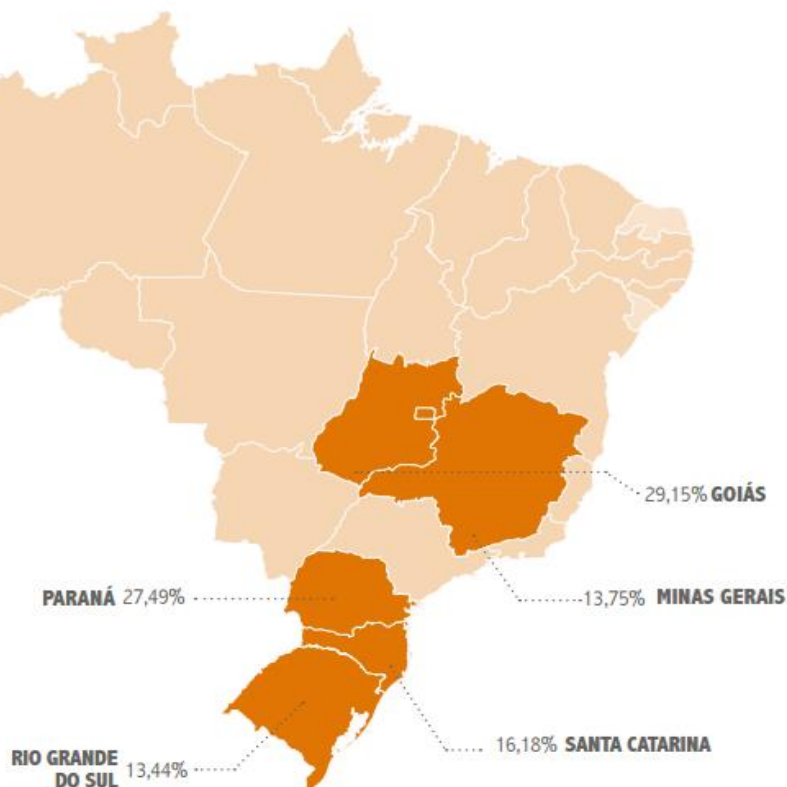 29,15% GOIÁS
PARANÁ 27,49%
13,75% MINAS GERAIS
16,18% SANTA CATARINA
RIO GRANDE
DO SUL 13,44%